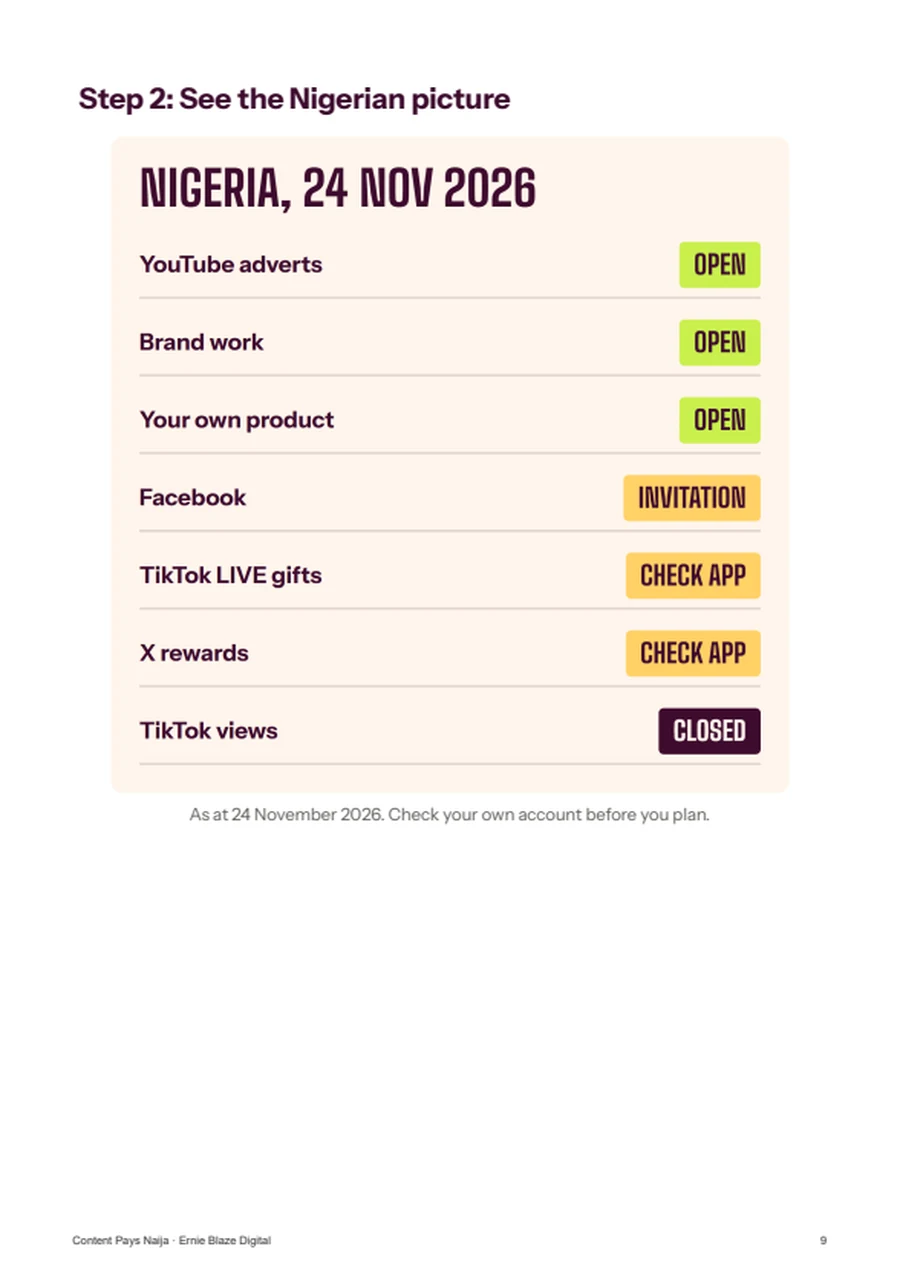 Step 2: See the Nigerian picture
NIGERIA, 24 NOV 2026
YouTube adverts OPEN
Brand work OPEN
Your own product OPEN
Facebook INVITATION
TikTok LIVE gifts CHECK APP
X rewards CHECK APP
TikTok views CLOSED
As at 24 November 2026. Check your own account before you plan.
Content Pays Naija · Ernie Blaze Digital 9